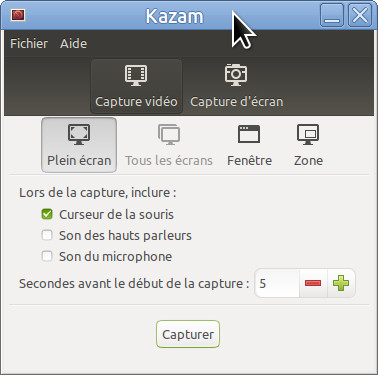 Kazam
Fichier Aide
Capture vidéo Capture d'écran
Plein écran Tous les écrans Fenêtre Zone
Lors de la capture, inclure :
Curseur de la souris
Son des hauts parleurs
Son du microphone
Secondes avant le début de la capture : 5
Capturer